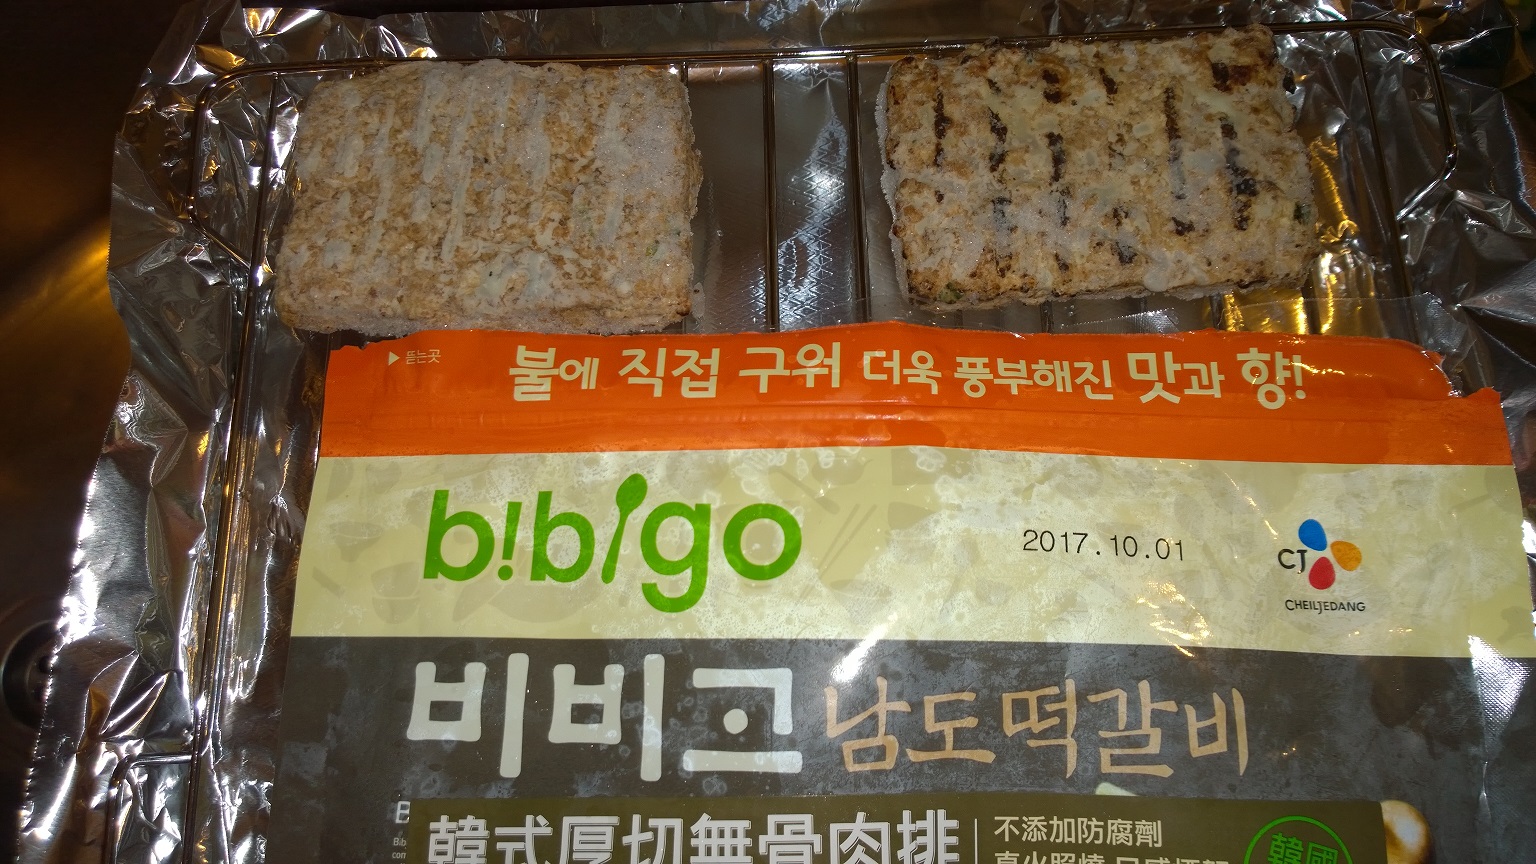 ▶ 뜯는곳
불에 직접 구워 더욱 풍부해진 맛과 향!
bibigo
2017.10.01
CJ
CHEILJEDANG
비비고 남도떡갈비
韓式厚切無骨肉排
不添加防腐劑
韓國